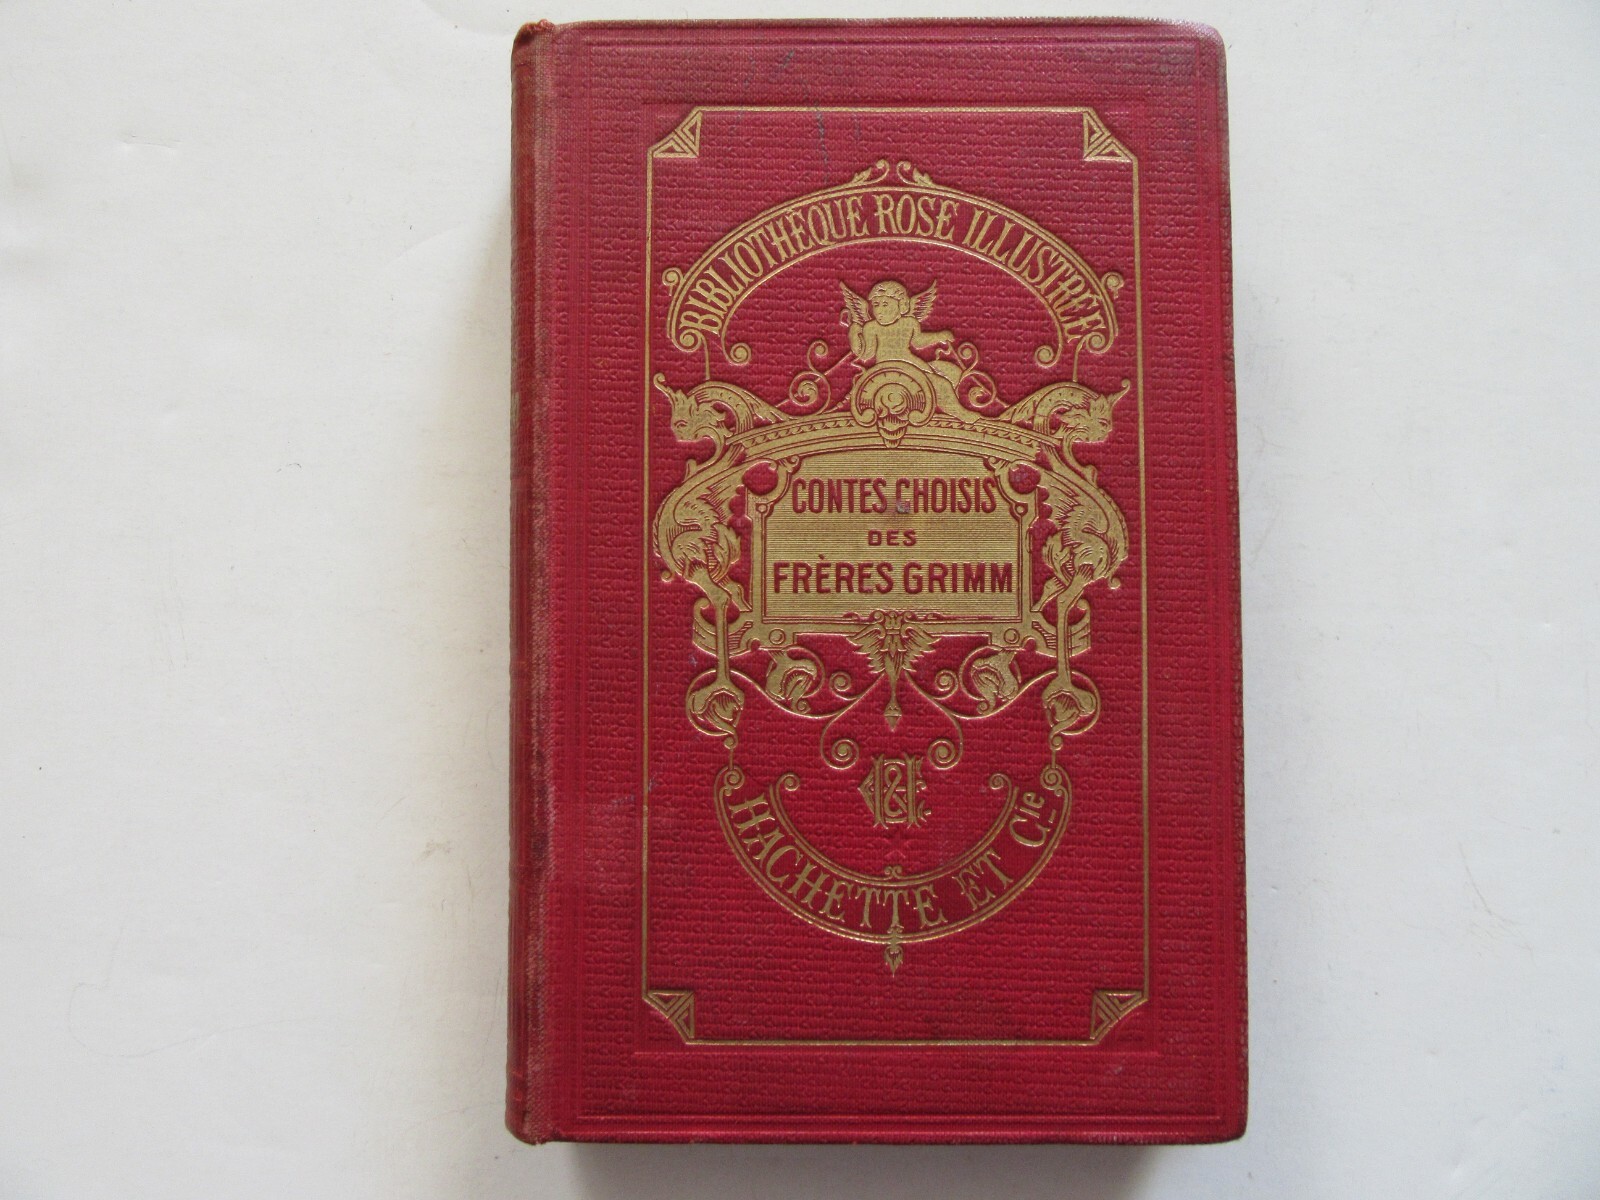 BIBLIOTHÈQUE ROSE ILLUSTRÉE
CONTES CHOISIS
DES
FRÈRES GRIMM
HACHETTE ET Cie